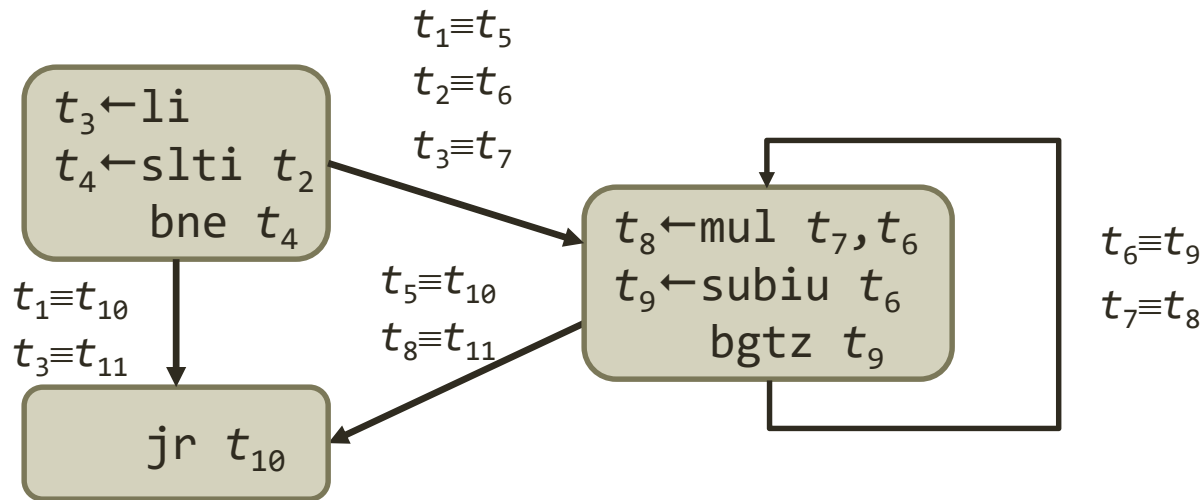 t₁≡t₅
t₂≡t₆
t₃≡t₇
t₃←li
t₄←slti t₂
bne t₄
t₈←mul t₇,t₆
t₉←subiu t₆
bgtz t₉
t₆≡t₉
t₇≡t₈
t₁≡t₁₀
t₃≡t₁₁
t₅≡t₁₀
t₈≡t₁₁
jr t₁₀